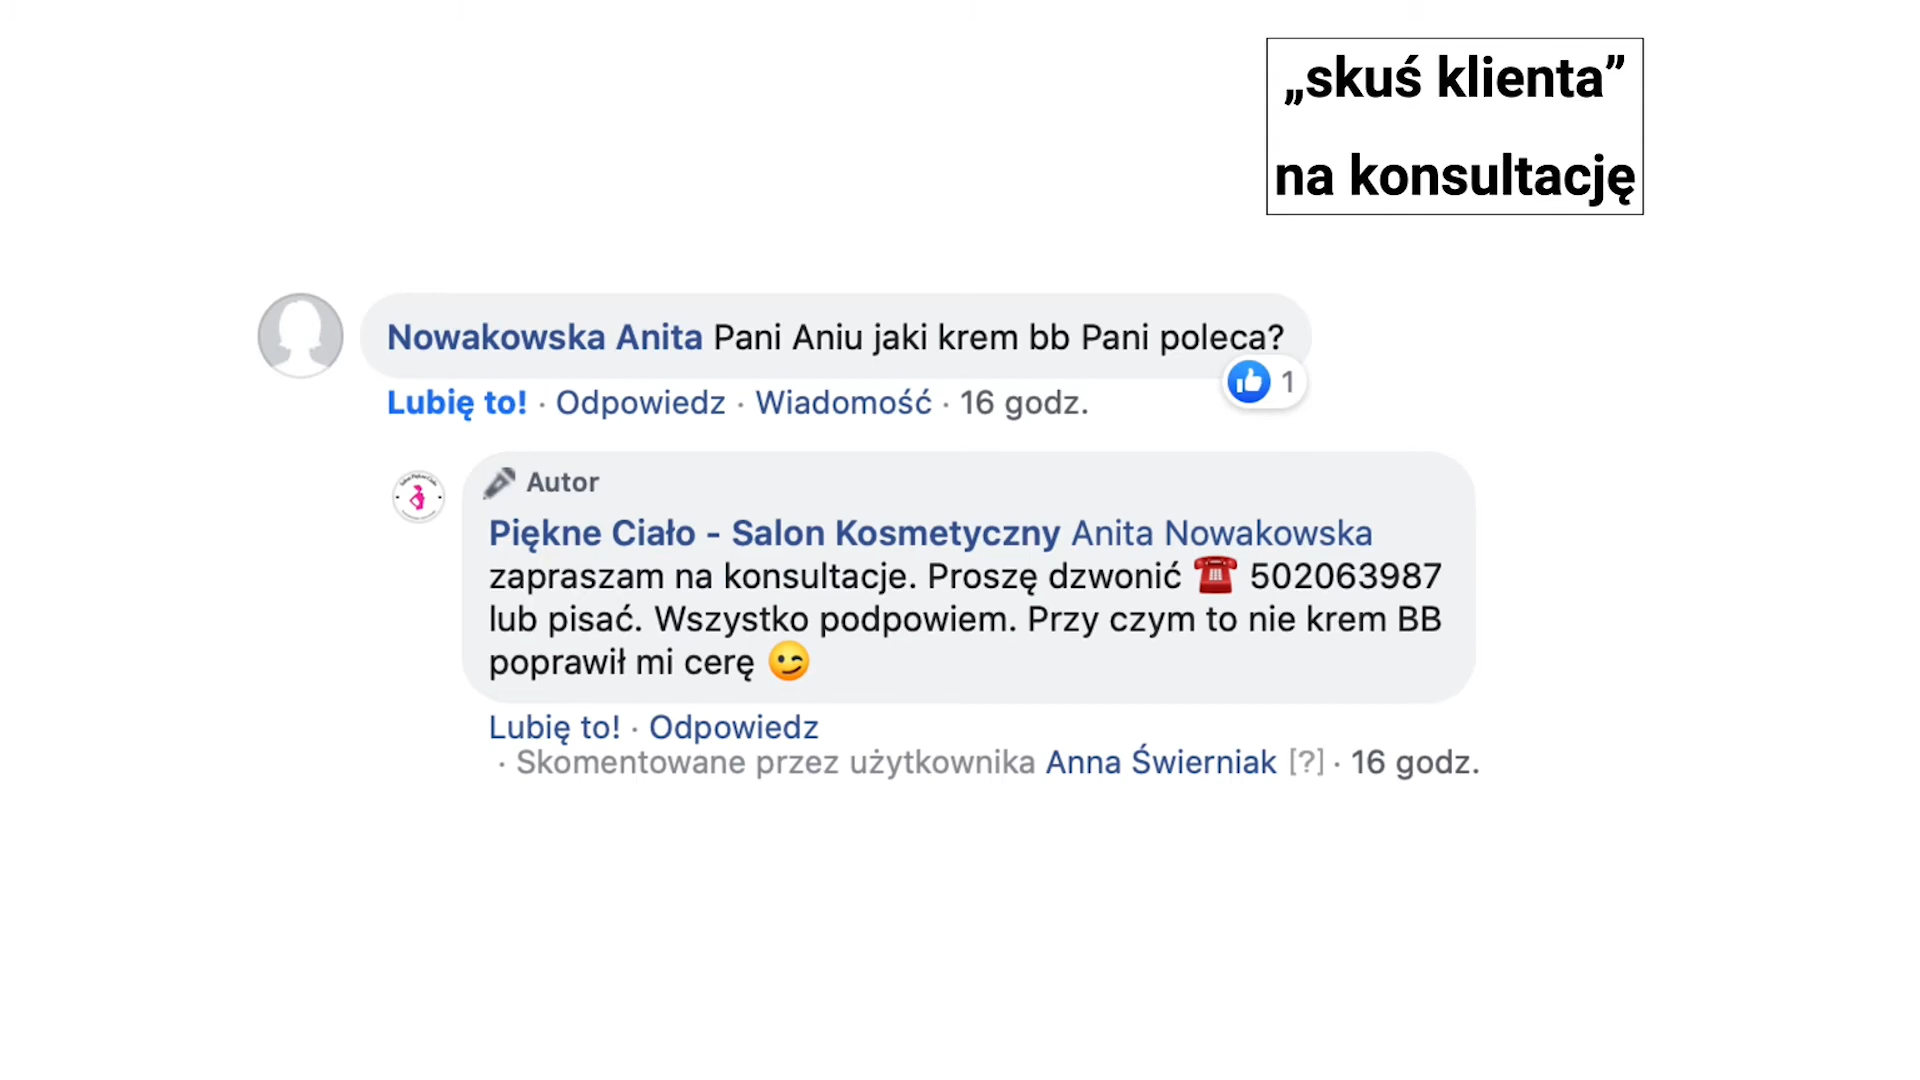 „skuś klienta”
na konsultację
Nowakowska Anita Pani Aniu jaki krem bb Pani poleca?
1
Lubię to! · Odpowiedz · Wiadomość · 16 godz.
Autor
Piękne Ciało - Salon Kosmetyczny Anita Nowakowska
zapraszam na konsultacje. Proszę dzwonić ☎️ 502063987
lub pisać. Wszystko podpowiem. Przy czym to nie krem BB
poprawił mi cerę 😉
Lubię to! · Odpowiedz
· Skomentowane przez użytkownika Anna Świerniak [?] · 16 godz.